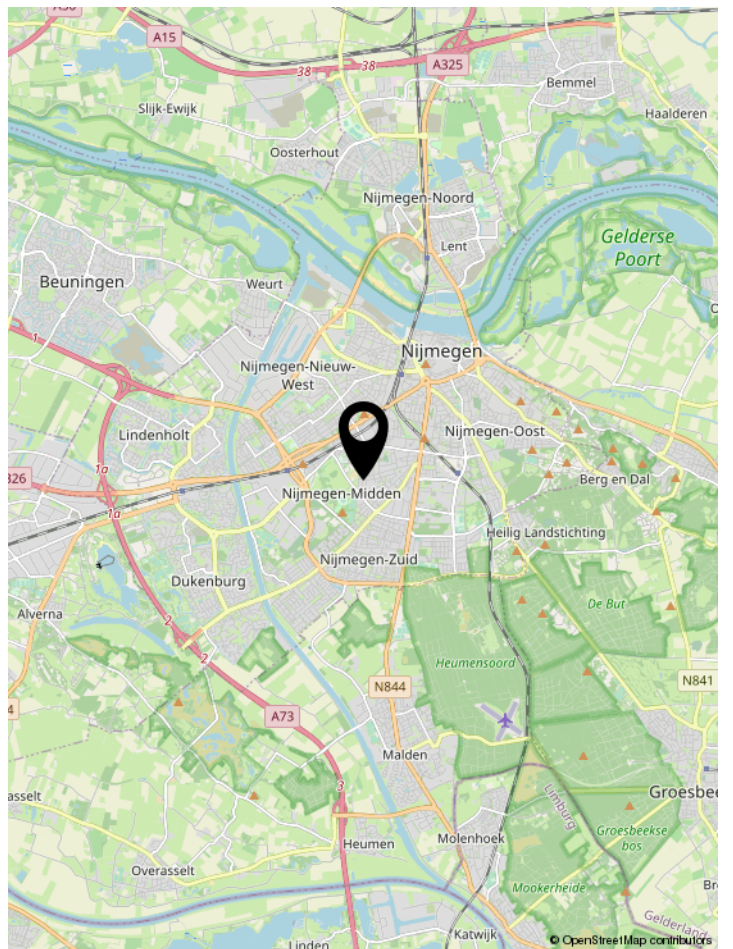 A15
38
38
A325
Bemmel
Slijk-Ewijk
Haalderen
Oosterhout
Nijmegen-Noord
Lent
Gelderse
Poort
Beuningen
Weurt
1
Nijmegen
Nijmegen-Nieuw-
West
Lindenholt
Nijmegen-Oost
1a
Berg en Dal
326
Nijmegen-Midden
1a
Heilig Landstichting
Nijmegen-Zuid
Dukenburg
De But
Alverna
2
2
Heumensoord
N844
N841
4
A73
Malden
3
asselt
Limburg
Groesbee
Groesbeekse
bos
Molenhoek
Heumen
Overasselt
Mookerheide
Br
Gelderland
Katwijk
Linden
© OpenStreetMap contributors